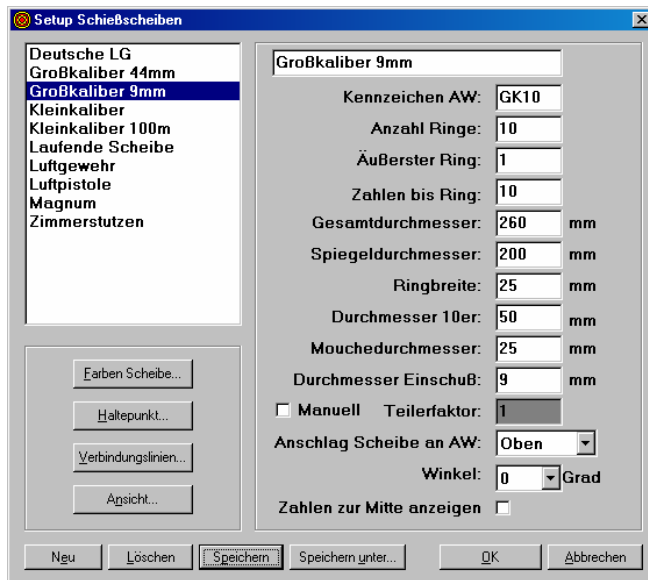 Setup Schießscheiben
Deutsche LG
Großkaliber 44mm
Großkaliber 9mm
Kleinkaliber
Kleinkaliber 100m
Laufende Scheibe
Luftgewehr
Luftpistole
Magnum
Zimmerstutzen
Großkaliber 9mm
Kennzeichen AW: GK10
Anzahl Ringe: 10
Äußerster Ring: 1
Zahlen bis Ring: 10
Gesamtdurchmesser: 260 mm
Spiegeldurchmesser: 200 mm
Ringbreite: 25 mm
Durchmesser 10er: 50 mm
Mouchedurchmesser: 25 mm
Durchmesser Einschuß: 9 mm
Manuell Teilerfaktor: 1
Anschlag Scheibe an AW: Oben
Winkel: 0 Grad
Zahlen zur Mitte anzeigen
Farben Scheibe...
Haltepunkt...
Verbindungslinien...
Ansicht...
Neu Löschen Speichern Speichern unter... OK Abbrechen